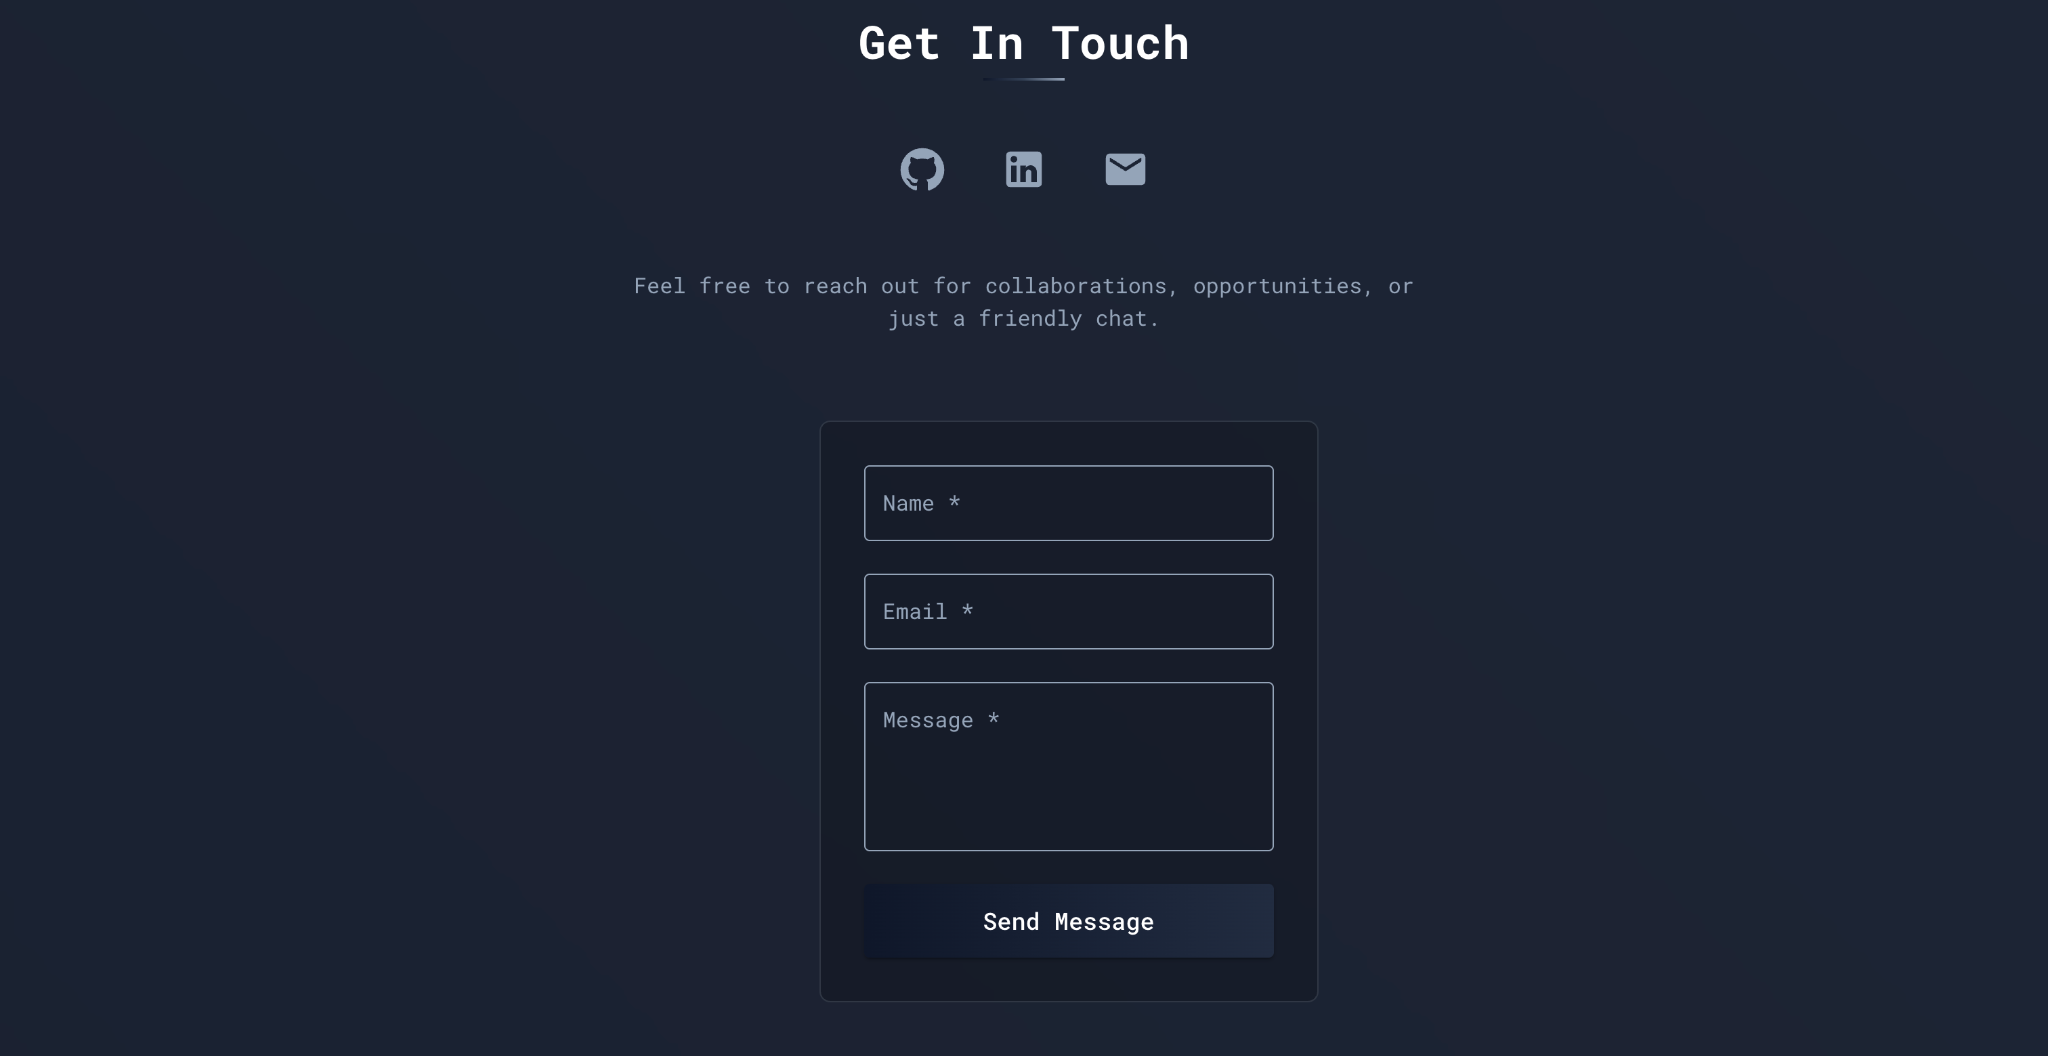 Get In Touch
in
Feel free to reach out for collaborations, opportunities, or
just a friendly chat.
Name *
Email *
Message *
Send Message